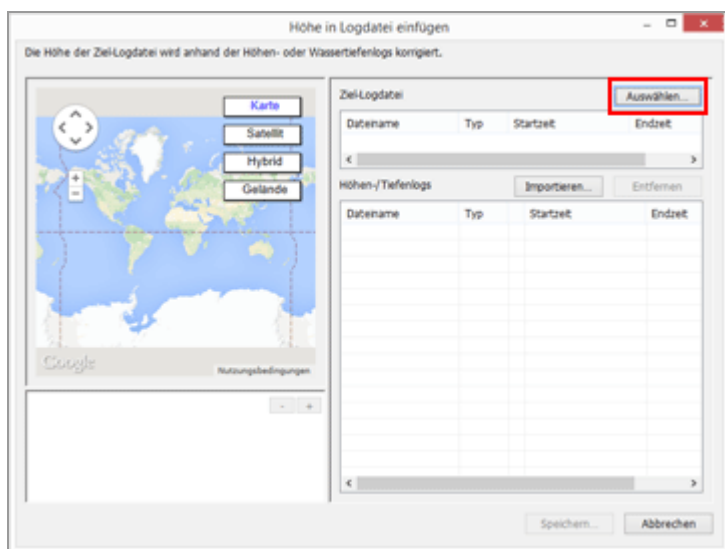 Höhe in Logdatei einfügen
Die Höhe der Ziel-Logdatei wird anhand der Höhen- oder Wassertiefenlogs korrigiert.
Karte
Satellit
Hybrid
Gelände
Google
Nutzungsbedingungen
- +
Ziel-Logdatei Auswählen...
Dateiname Typ Startzeit Endzeit
Höhen-/Tiefenlogs Importieren... Entfernen
Dateiname Typ Startzeit Endzeit
Speichern... Abbrechen